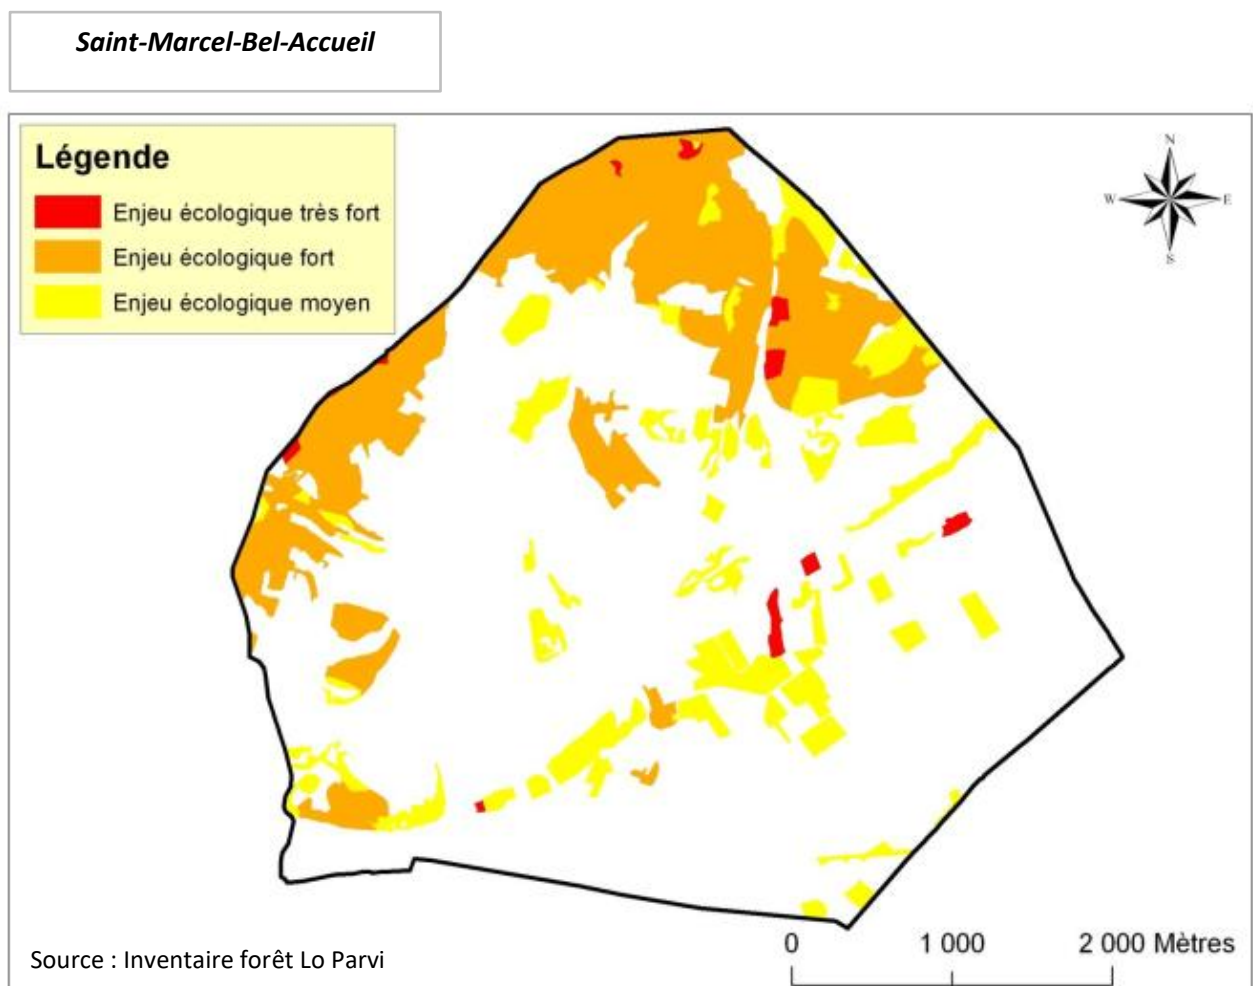 Saint-Marcel-Bel-Accueil
Légende
Enjeu écologique très fort
Enjeu écologique fort
Enjeu écologique moyen
N
W E
S
Source : Inventaire forêt Lo Parvi
0 1 000 2 000 Mètres